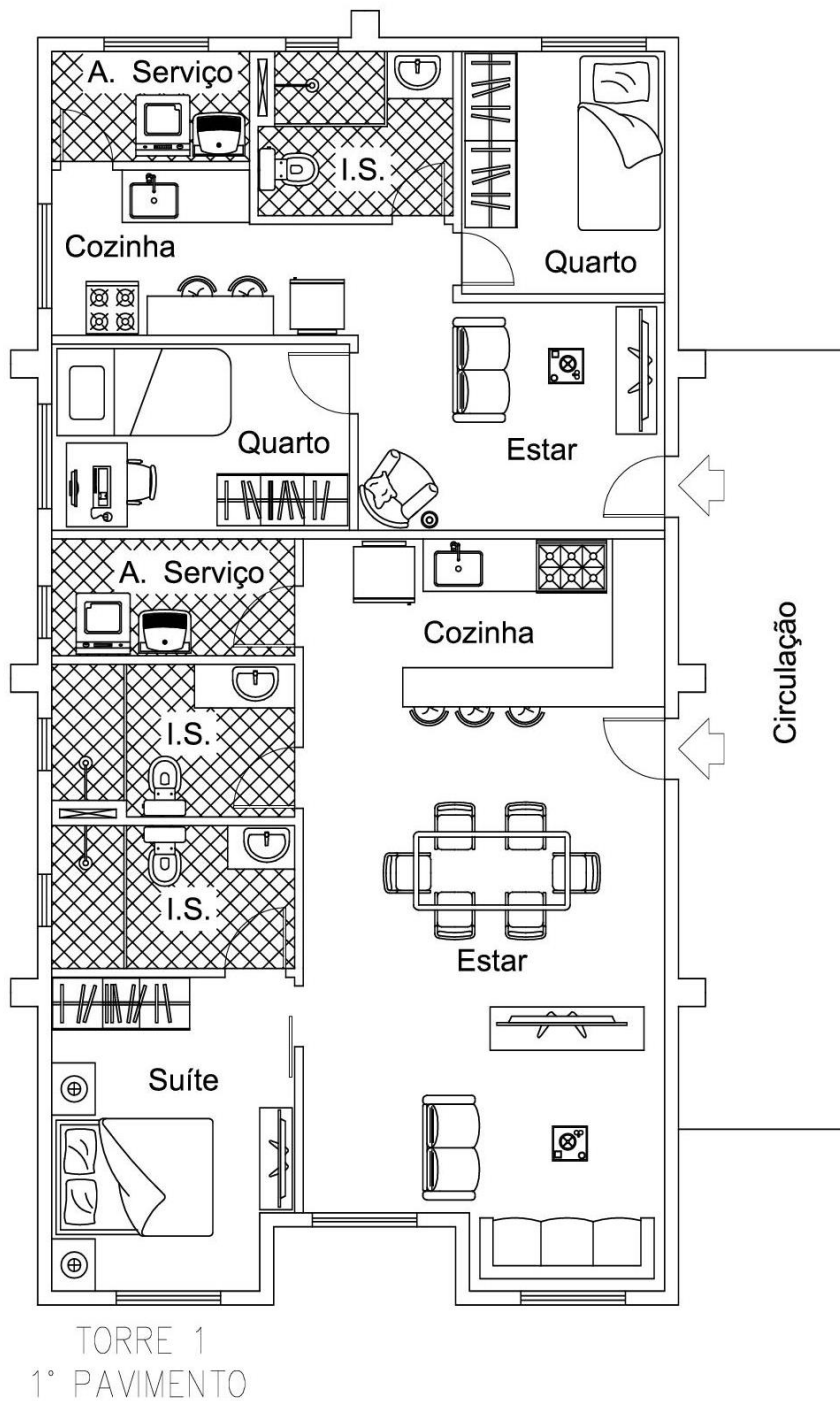 A. Serviço
I.S.
Cozinha
Quarto
Quarto
Estar
A. Serviço
Cozinha
Circulação
I.S.
I.S.
Estar
Suíte
TORRE 1
1° PAVIMENTO